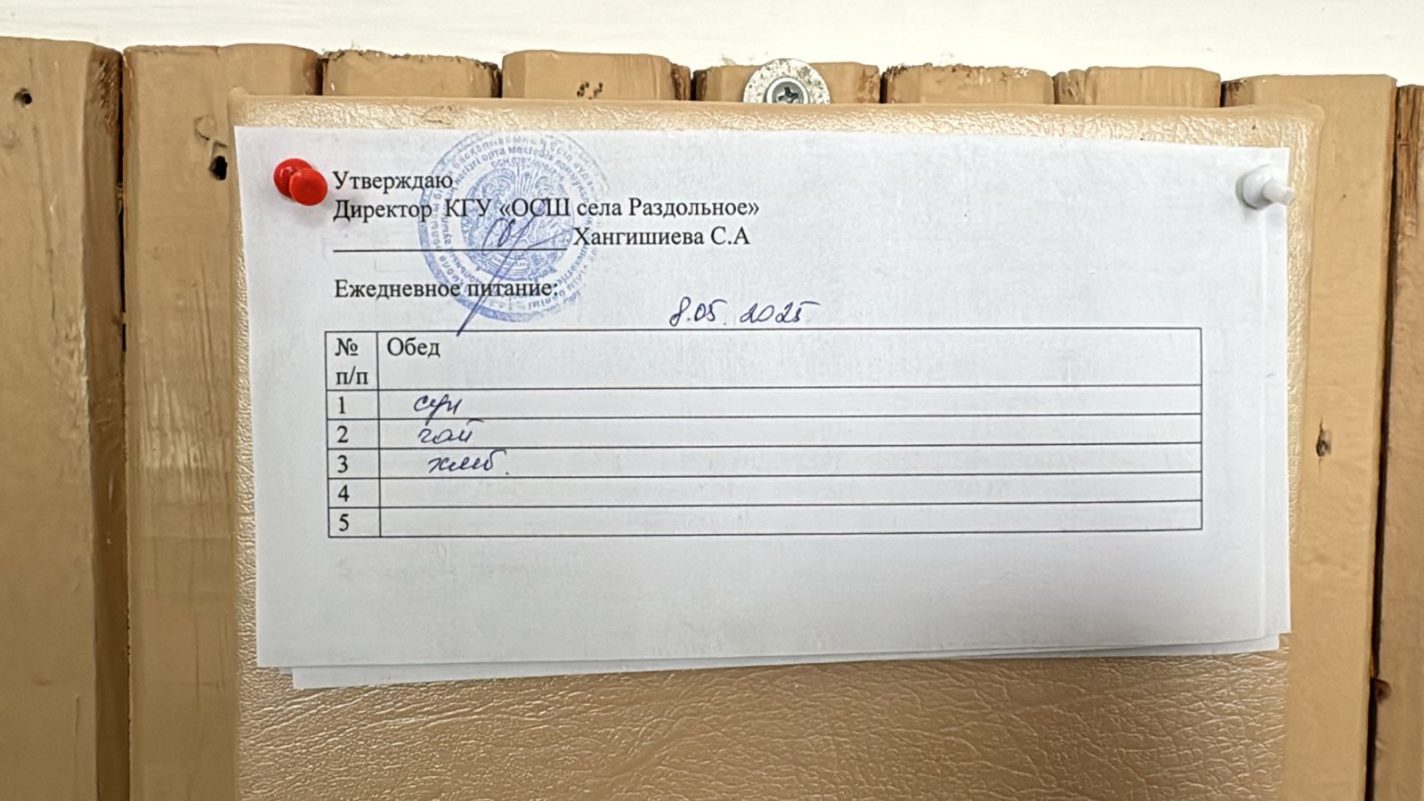 Утверждаю
Директор КГУ «ОСШ села Раздольное»
Хангишиева С.А
Ежедневное питание:
8.05.2025
№ п/п Обед
1 суп
2 чай
3 хлеб.
4
5